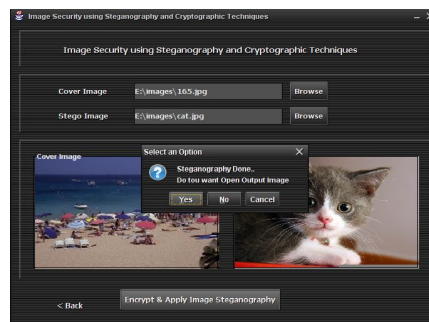 Image Security using Steganography and Cryptographic Techniques
Image Security using Steganography and Cryptographic Techniques
Cover Image E:\images\165.jpg Browse
Stego Image E:\images\cat.jpg Browse
Cover Image
Select an Option
Steganography Done..
Do tou want Open Output Image
Yes No Cancel
< Back Encrypt & Apply Image Steganography